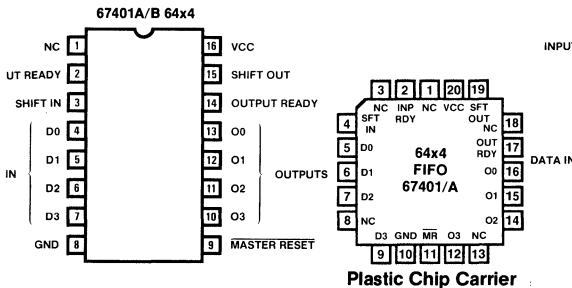 67401A/B 64x4
NC 1 16 VCC
UT READY 2 15 SHIFT OUT
SHIFT IN 3 14 OUTPUT READY
D0 4 13 O0
D1 5 12 O1
IN OUTPUTS
D2 6 11 O2
D3 7 10 O3
GND 8 9 MASTER RESET
INPU
3 2 1 20 19
NC INP RDY NC VCC SFT OUT
4 SFT IN NC 18
5 D0 OUT RDY 17
DATA IN
6 D1 O0 16
7 D2 O1 15
8 NC O2 14
64x4
FIFO
67401/A
D3 GND MR O3 NC
9 10 11 12 13
Plastic Chip Carrier